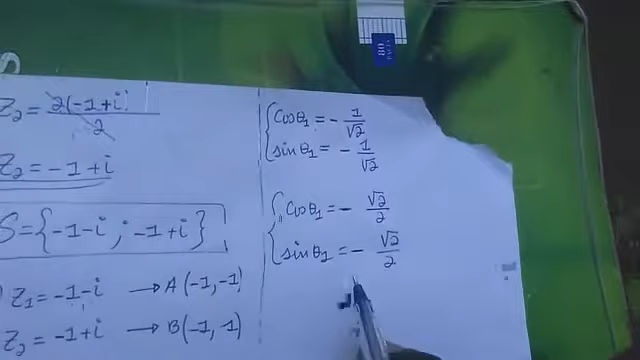 Z₂ = 2(-1+i) / 2
Z₂ = -1+i
S = {-1-i ; -1+i}
Z₁ = -1-i → A(-1,-1)
Z₂ = -1+i → B(-1, 1)
cosθ₁ = - 1/√2
sinθ₁ = - 1/√2
cosθ₁ = - √2/2
sinθ₁ = - √2/2